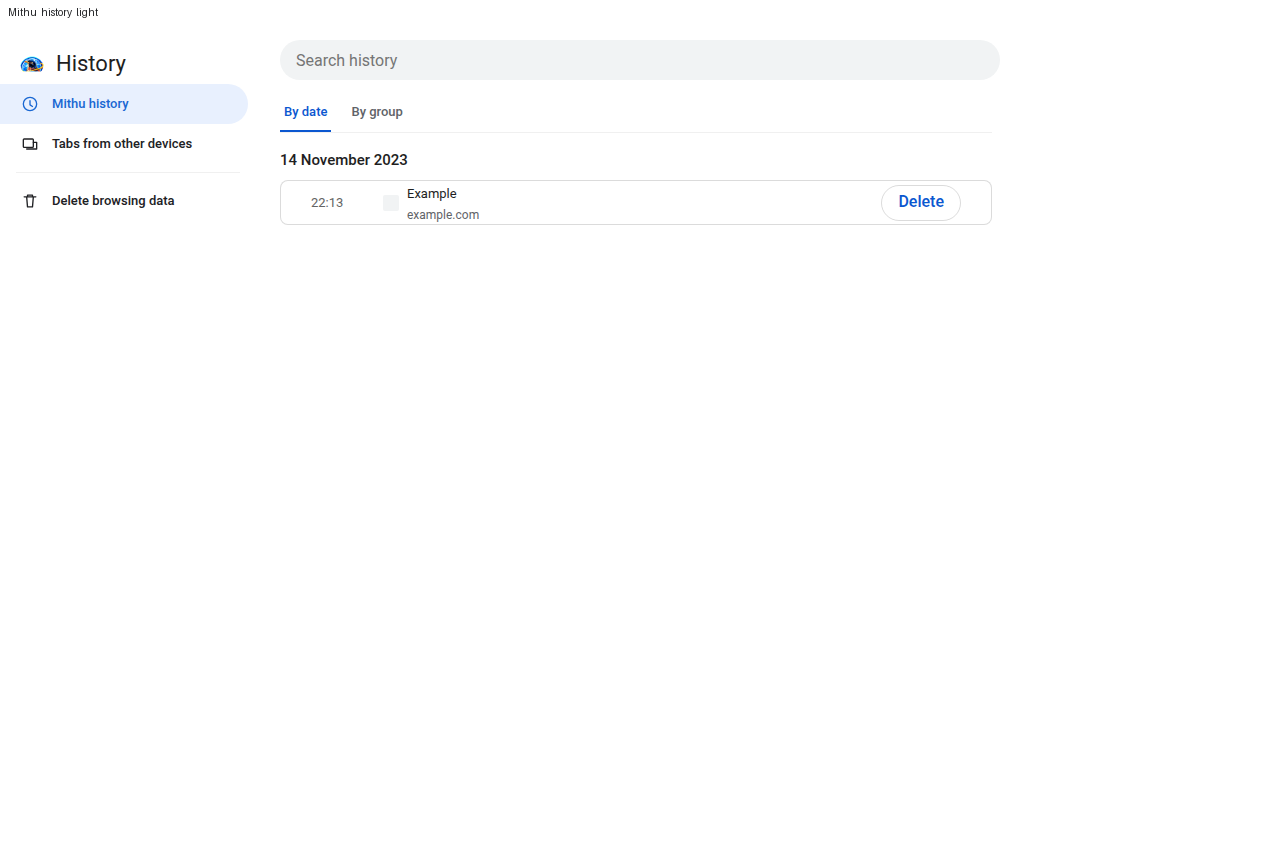 Mithu history light
History
Search history
Mithu history
Tabs from other devices
Delete browsing data
By date
By group
14 November 2023
22:13
Example
example.com
Delete